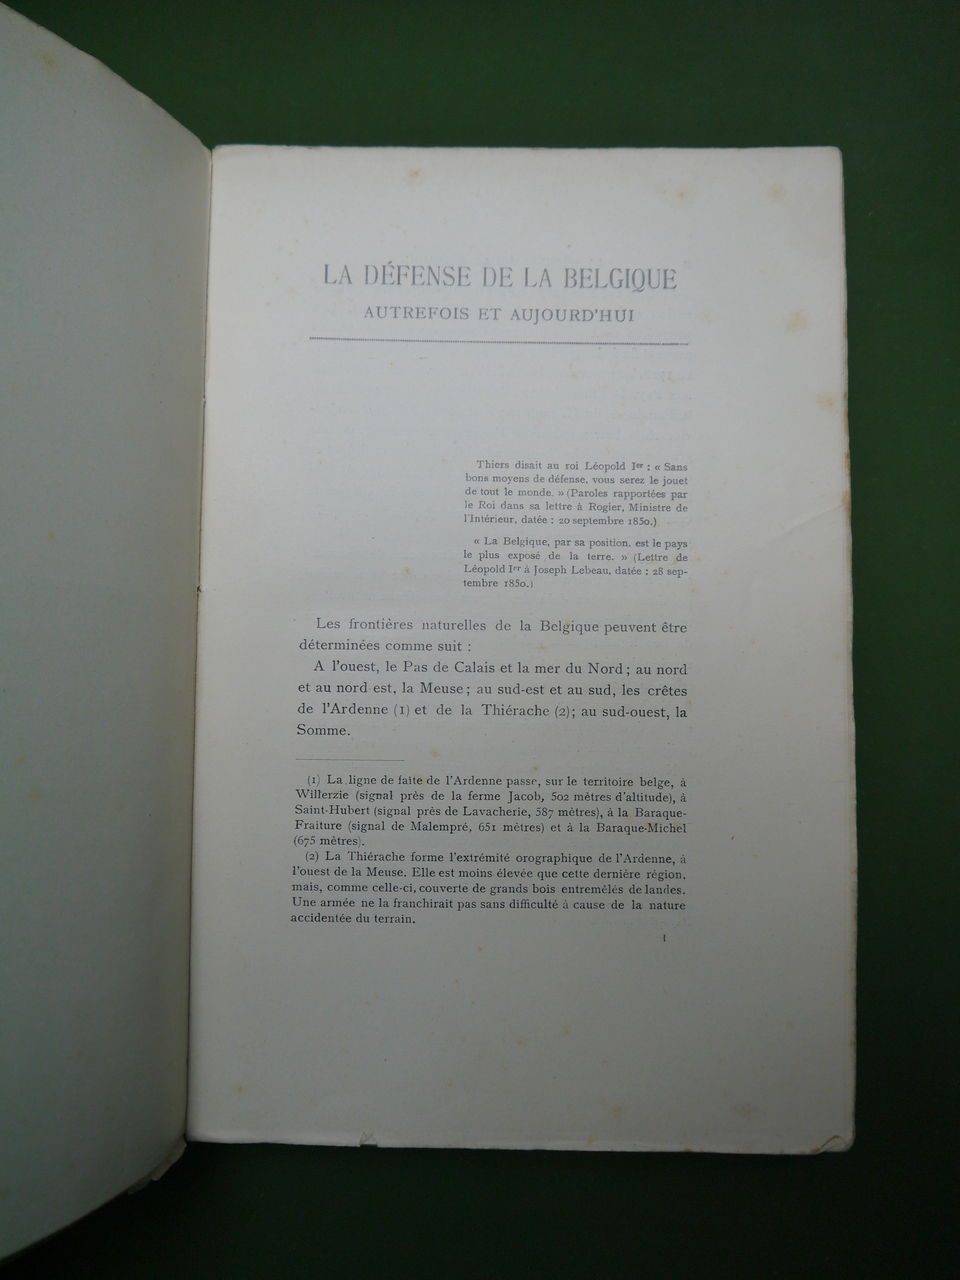 LA DÉFENSE DE LA BELGIQUE
AUTREFOIS ET AUJOURD'HUI
Thiers disait au roi Léopold Ier : « Sans
bons moyens de défense, vous serez le jouet
de tout le monde. » (Paroles rapportées par
le Roi dans sa lettre à Rogier, Ministre de
l'Intérieur, datée : 20 septembre 1850.)
« La Belgique, par sa position, est le pays
le plus exposé de la terre. » (Lettre de
Léopold Ier à Joseph Lebeau, datée : 28 sep-
tembre 1850.)
Les frontières naturelles de la Belgique peuvent être
déterminées comme suit :
A l'ouest, le Pas de Calais et la mer du Nord ; au nord
et au nord est, la Meuse ; au sud-est et au sud, les crêtes
de l'Ardenne (1) et de la Thiérache (2); au sud-ouest, la
Somme.
(1) La ligne de faîte de l'Ardenne passe, sur le territoire belge, à
Willerzie (signal près de la ferme Jacob, 502 mètres d'altitude), à
Saint-Hubert (signal près de Lavacherie, 587 mètres), à la Baraque-
Fraiture (signal de Malempré, 651 mètres) et à la Baraque-Michel
(675 mètres).
(2) La Thiérache forme l'extrémité orographique de l'Ardenne, à
l'ouest de la Meuse. Elle est moins élevée que cette dernière région,
mais, comme celle-ci, couverte de grands bois entremêlés de landes.
Une armée ne la franchirait pas sans difficulté à cause de la nature
accidentée du terrain.
1